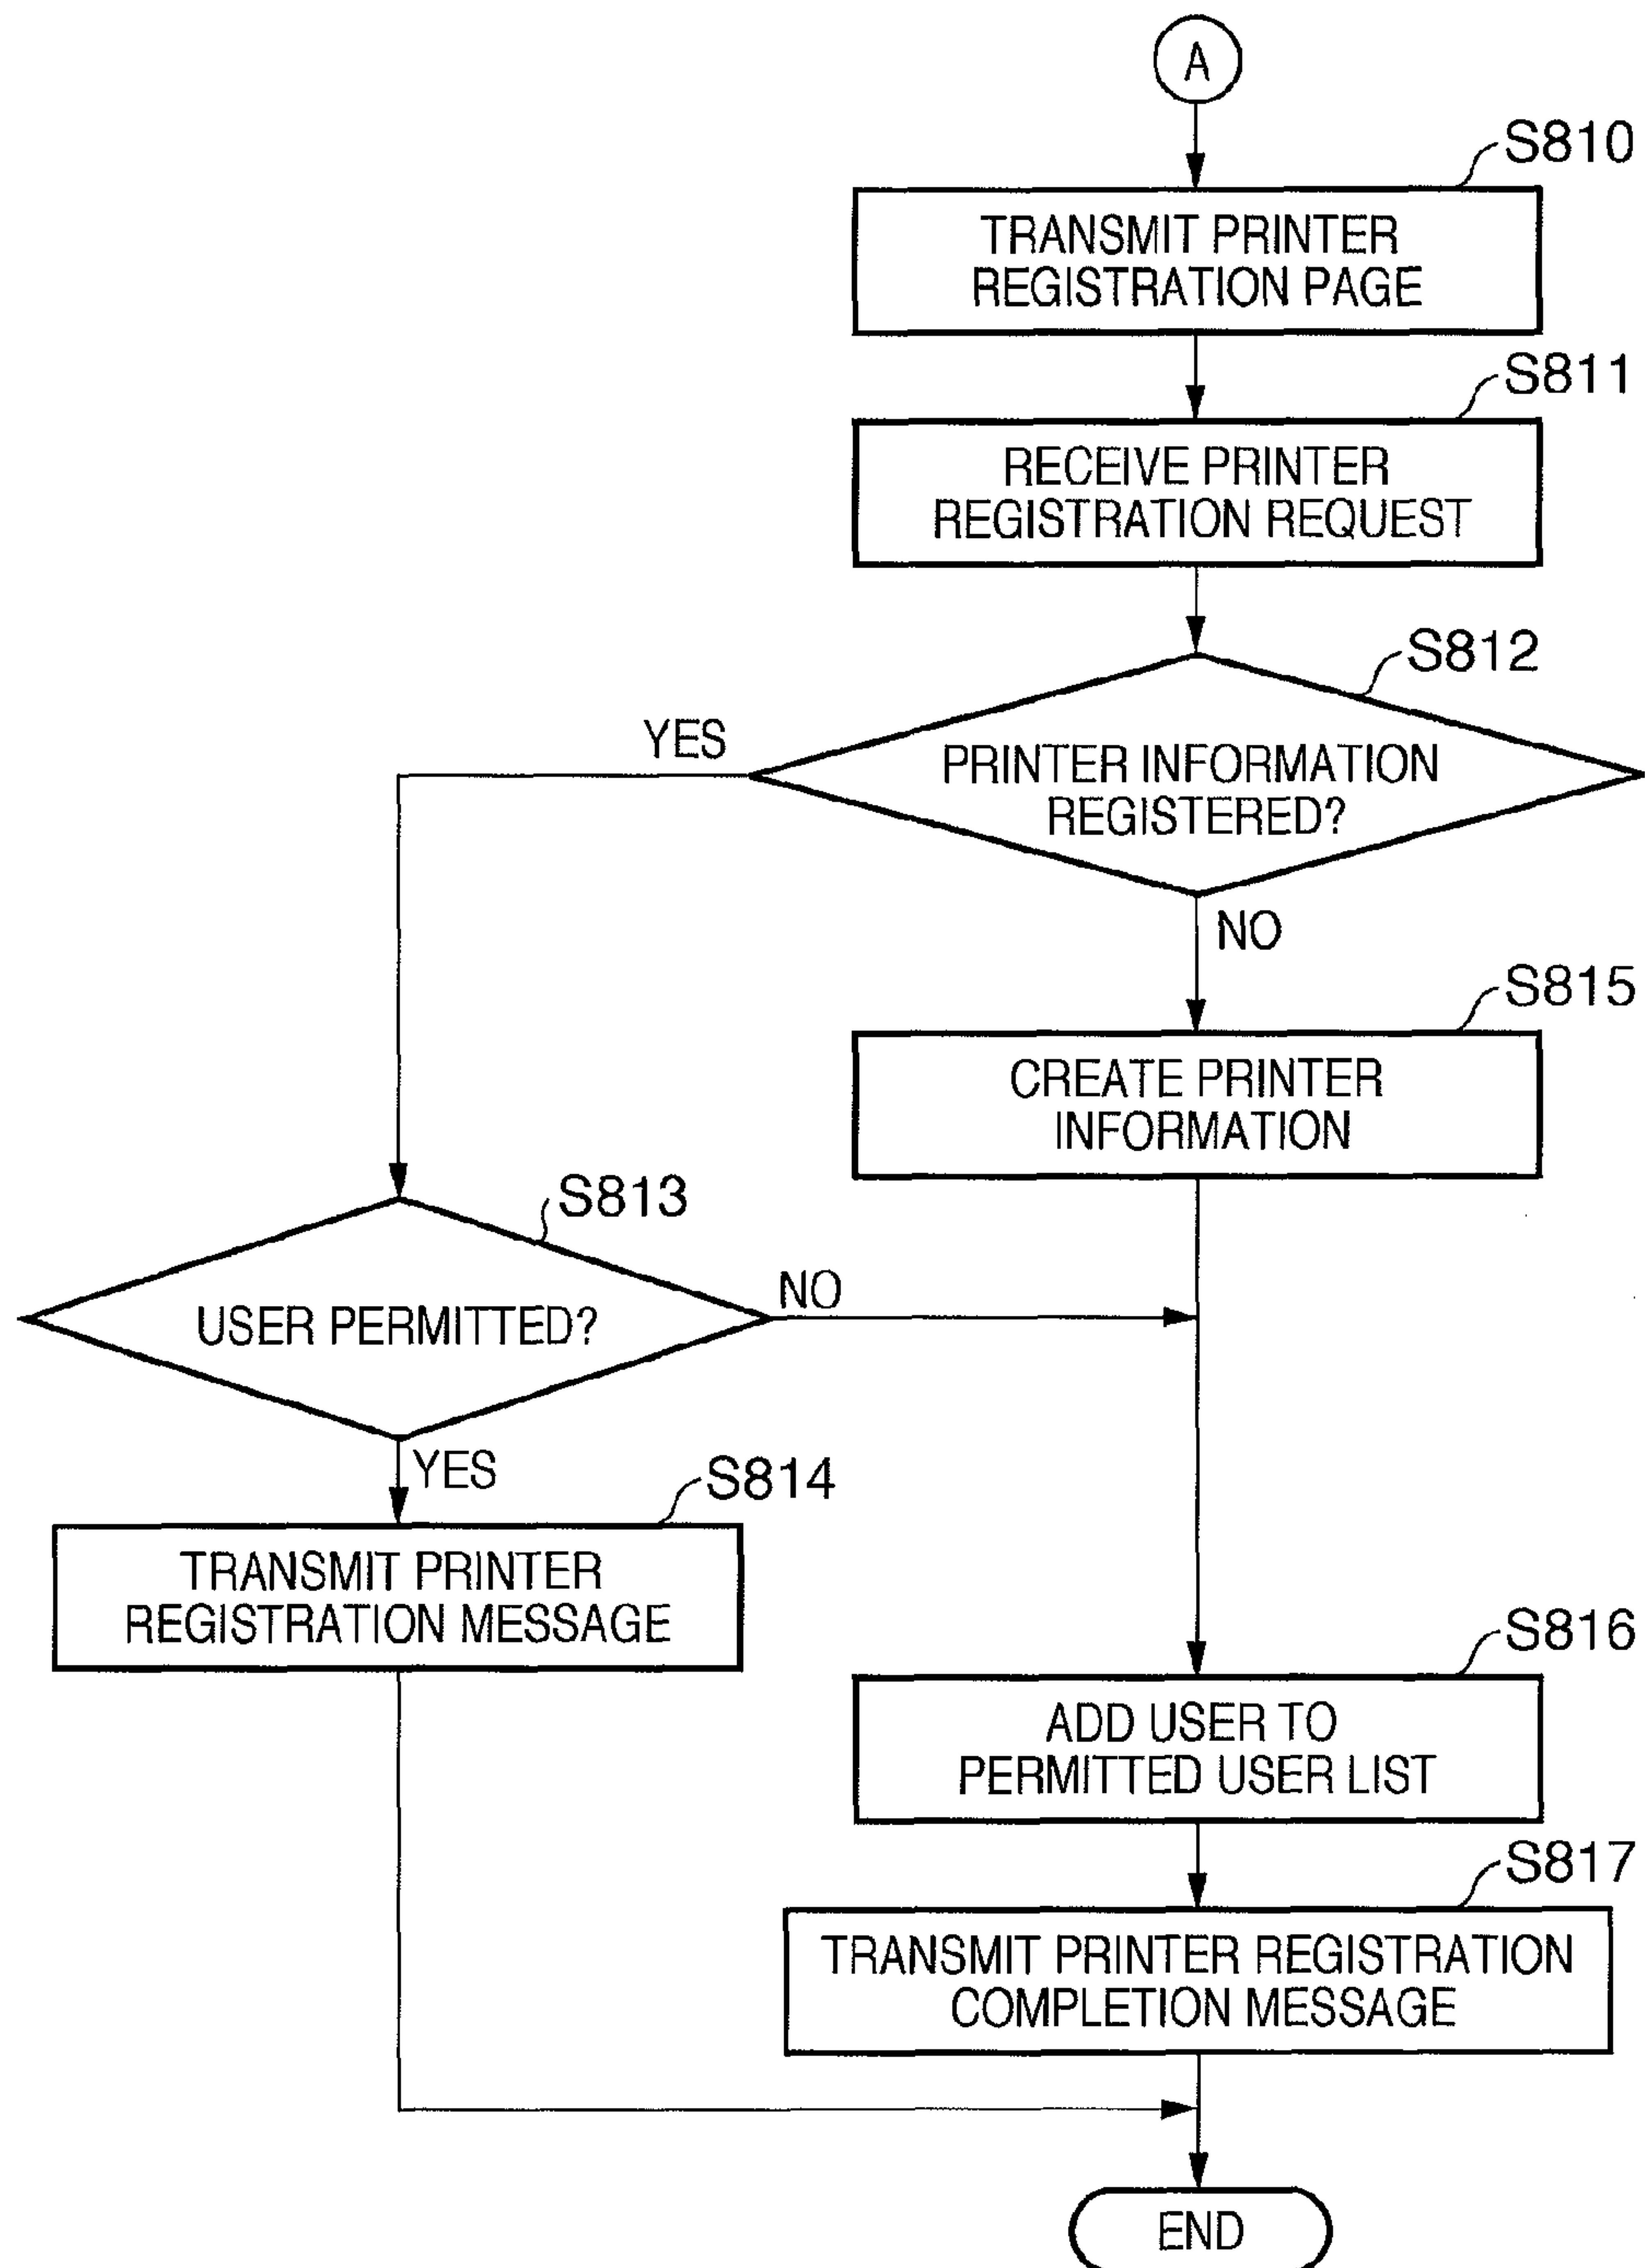 A
S810
TRANSMIT PRINTER
REGISTRATION PAGE
S811
RECEIVE PRINTER
REGISTRATION REQUEST
S812
YES
PRINTER INFORMATION
REGISTERED?
NO
S815
CREATE PRINTER
INFORMATION
S813
NO
USER PERMITTED?
YES
S814
TRANSMIT PRINTER
REGISTRATION MESSAGE
S816
ADD USER TO
PERMITTED USER LIST
S817
TRANSMIT PRINTER REGISTRATION
COMPLETION MESSAGE
END